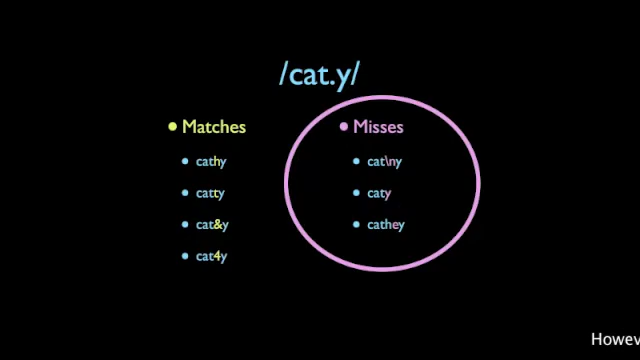 /cat.y/
• Matches
• cathy
• catty
• cat&y
• cat4y
• Misses
• cat\ny
• caty
• cathey
Howev